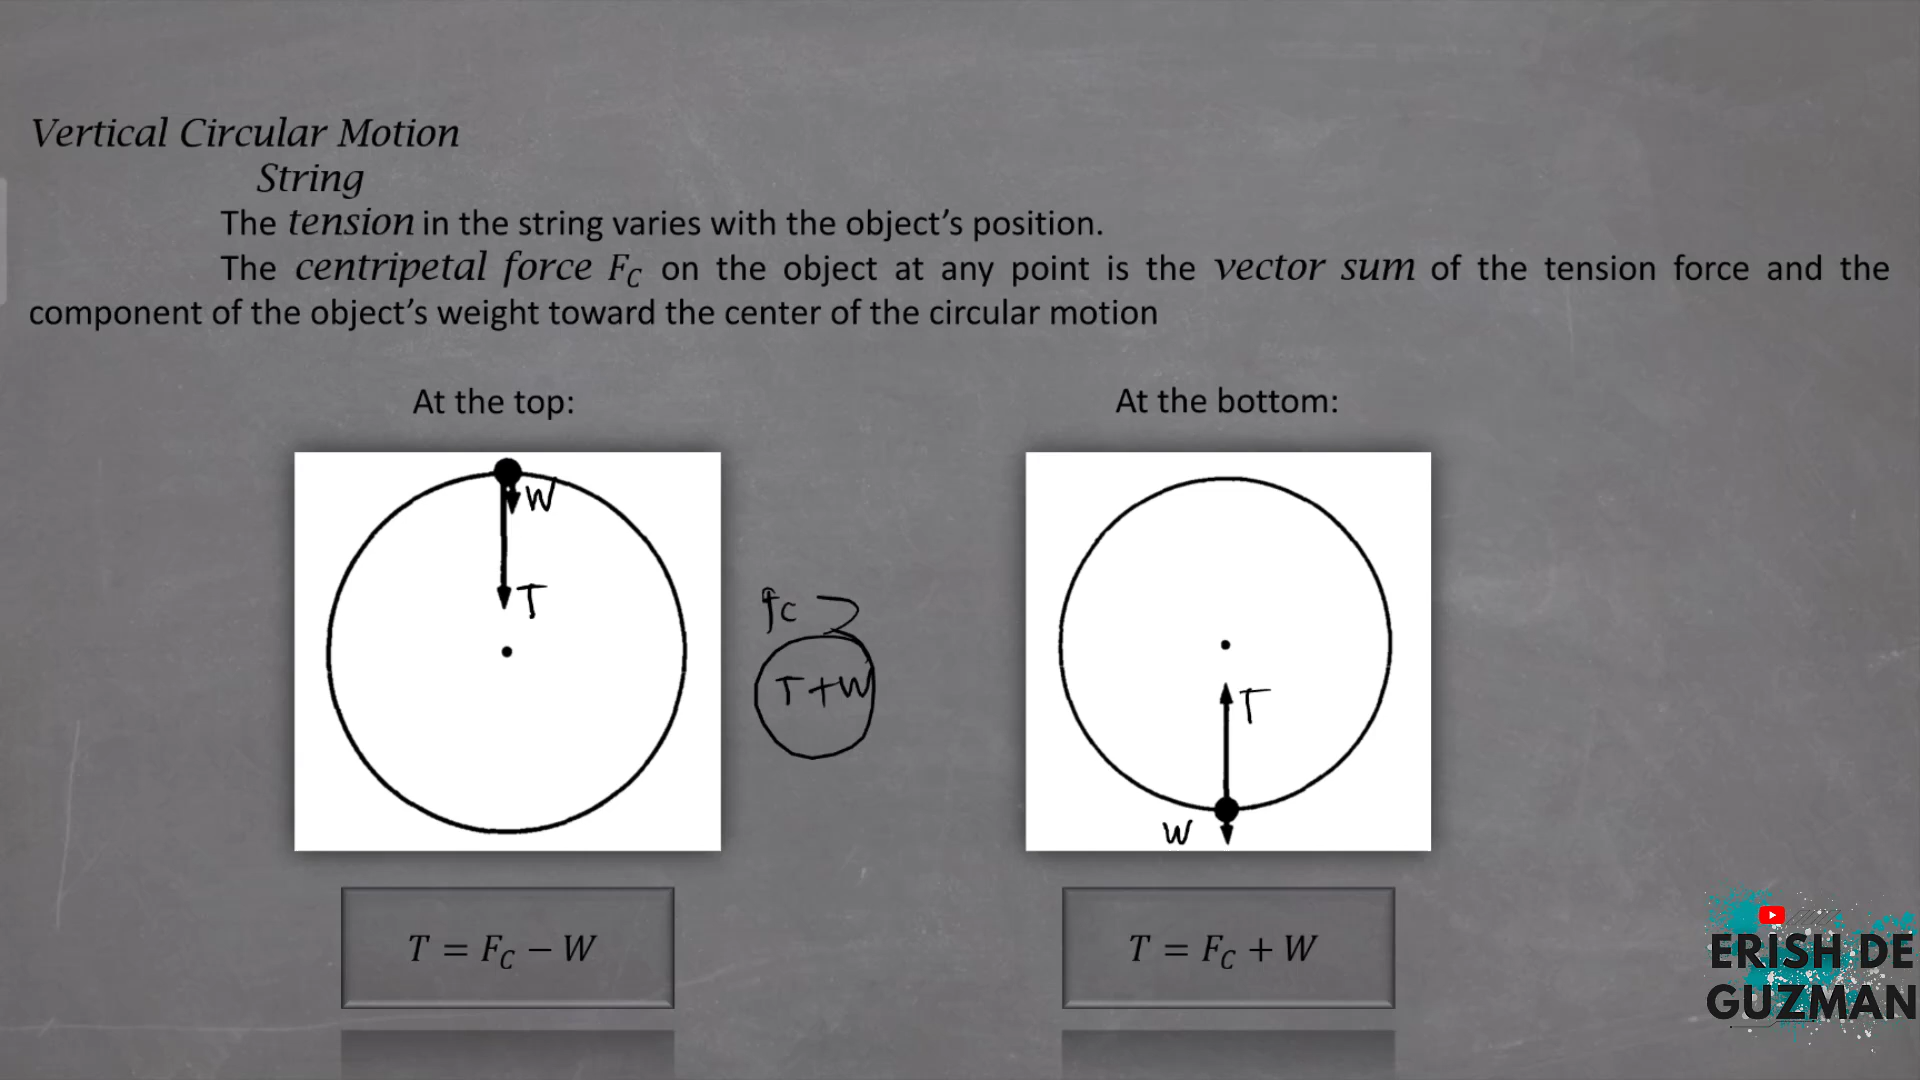 Vertical Circular Motion
String
The tension in the string varies with the object’s position.
The centripetal force F_C on the object at any point is the vector sum of the tension force and the
component of the object’s weight toward the center of the circular motion
At the top:
At the bottom:
W
T
fc
T+W
T
W
T = F_C − W
T = F_C + W
ERISH DE
GUZMAN